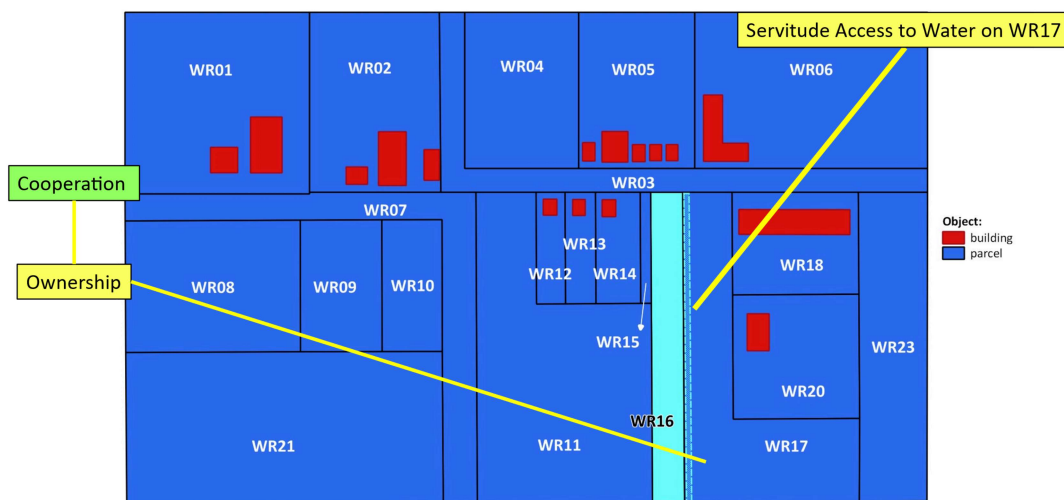 Servitude Access to Water on WR17
WR01
WR02
WR04
WR05
WR06
Cooperation
WR03
WR07
Object:
building
parcel
WR13
WR12
WR14
WR18
Ownership
WR08
WR09
WR10
WR15
WR23
WR20
WR16
WR21
WR11
WR17